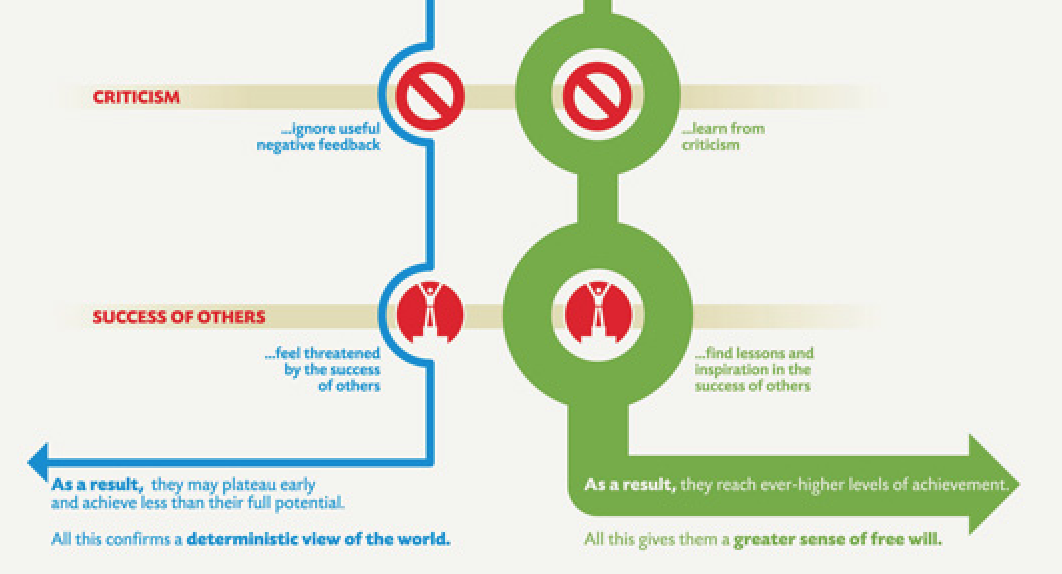 CRITICISM
...ignore useful
negative feedback
...learn from
criticism
SUCCESS OF OTHERS
...feel threatened
by the success
of others
...find lessons and
inspiration in the
success of others
As a result, they may plateau early
and achieve less than their full potential.
All this confirms a deterministic view of the world.
As a result, they reach ever-higher levels of achievement.
All this gives them a greater sense of free will.